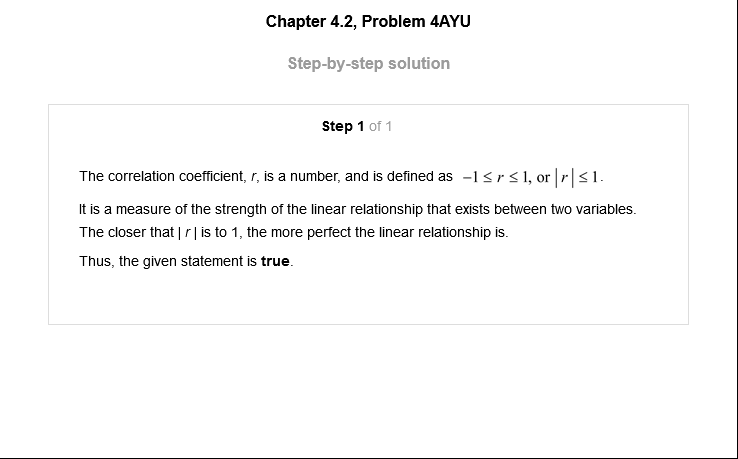 Chapter 4.2, Problem 4AYU
Step-by-step solution
Step 1 of 1
The correlation coefficient, r, is a number, and is defined as −1 ≤ r ≤ 1, or |r| ≤ 1.
It is a measure of the strength of the linear relationship that exists between two variables.
The closer that | r | is to 1, the more perfect the linear relationship is.
Thus, the given statement is true.